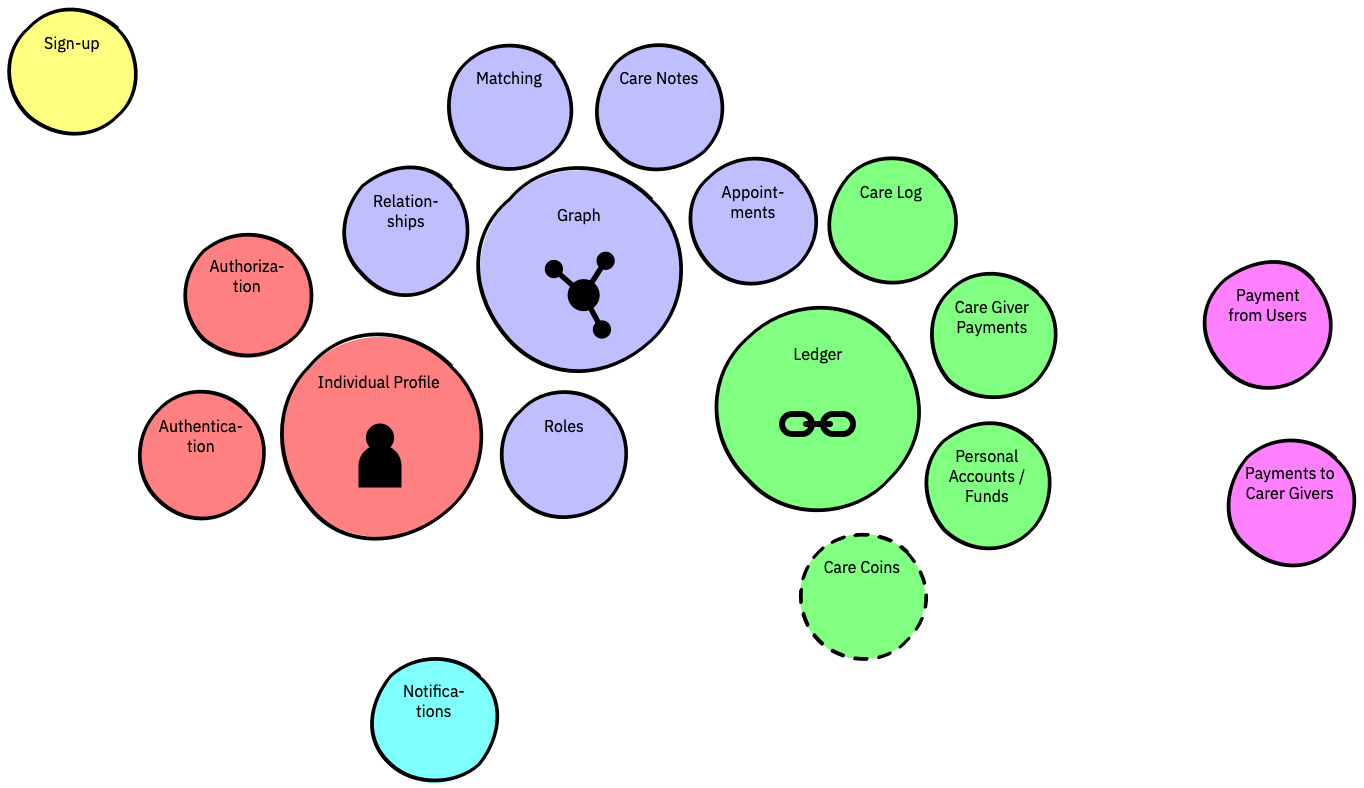 Sign-up
Matching
Care Notes
Relation-
ships
Graph
Appoint-
ments
Care Log
Authoriza-
tion
Individual Profile
Authentica-
tion
Roles
Ledger
Care Giver
Payments
Personal
Accounts /
Funds
Care Coins
Payment
from Users
Payments to
Carer Givers
Notifica-
tions